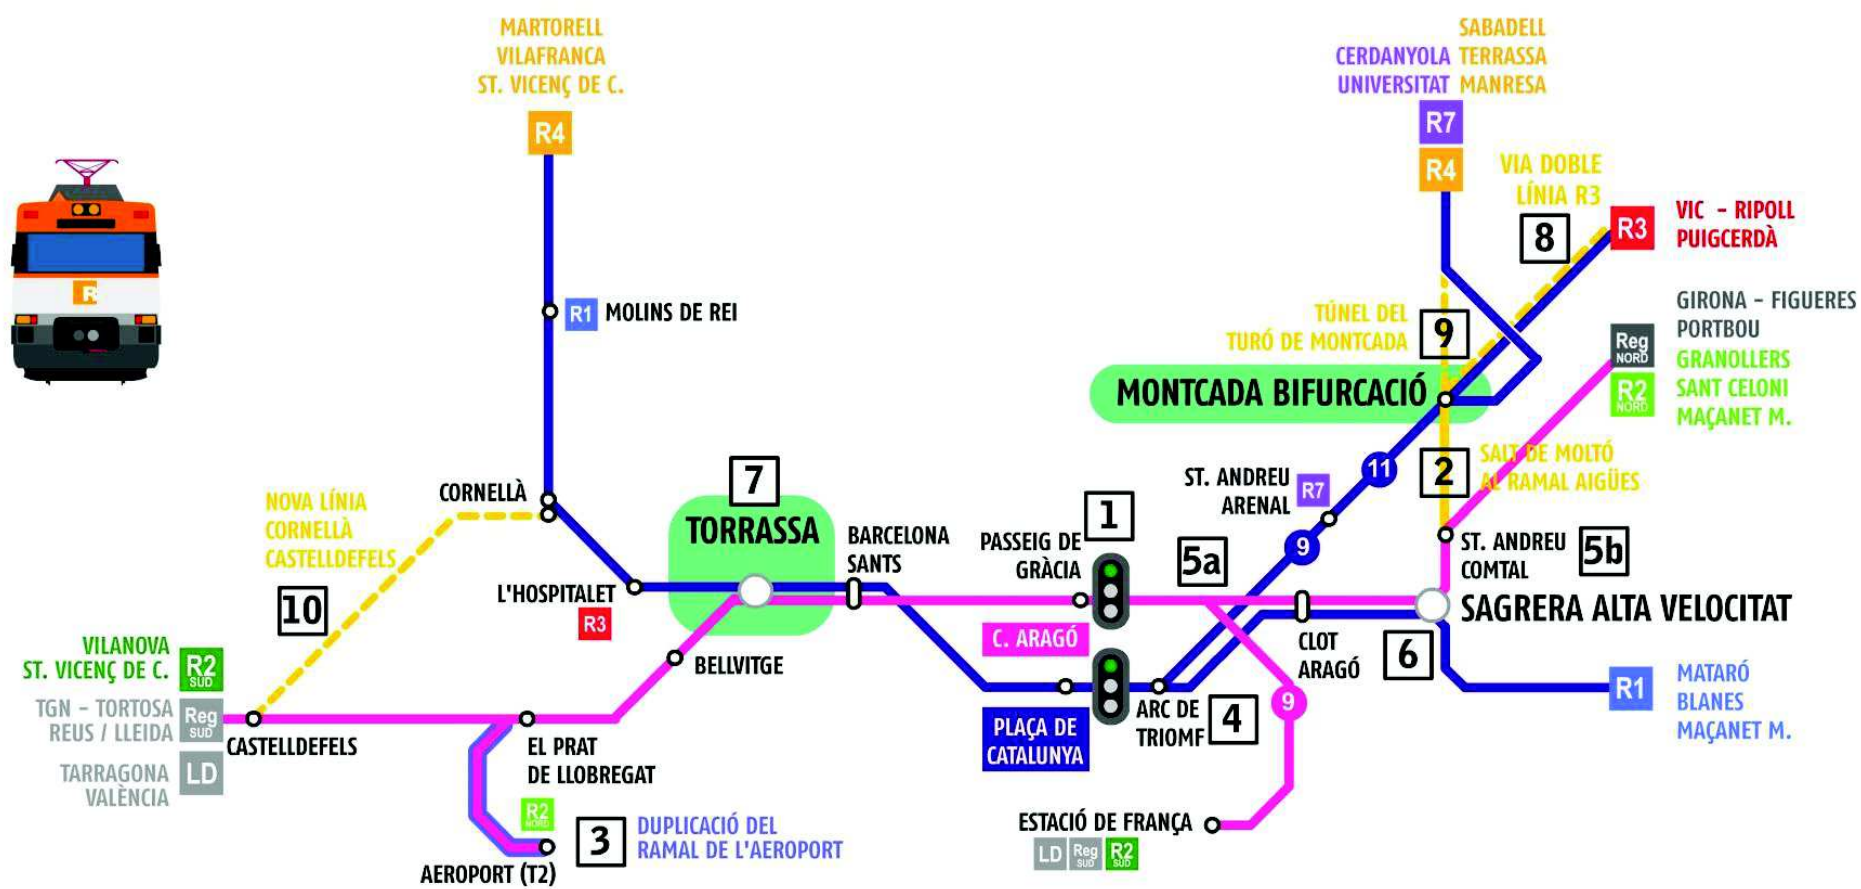 MARTORELL
VILAFRANCA
ST. VICENÇ DE C.
R4
SABADELL
CERDANYOLA TERRASSA
UNIVERSITAT MANRESA
R7
R4
VIA DOBLE
LÍNIA R3
8
R3
VIC - RIPOLL
PUIGCERDÀ
R
R1 MOLINS DE REI
TÚNEL DEL
TURÓ DE MONTCADA
9
GIRONA - FIGUERES
PORTBOU
Reg
NORD
GRANOLLERS
SANT CELONI
MAÇANET M.
R2
NORD
MONTCADA BIFURCACIÓ
11
2
SALT DE MOLTÓ
AL RAMAL AIGÜES
ST. ANDREU
ARENAL
R7
9
CORNELLÀ
NOVA LÍNIA
CORNELLÀ
CASTELLDEFELS
10
7
TORRASSA
BARCELONA
SANTS
PASSEIG DE
GRÀCIA
1
5a
ST. ANDREU
COMTAL
5b
L'HOSPITALET
R3
C. ARAGÓ
CLOT
ARAGÓ
SAGRERA ALTA VELOCITAT
6
VILANOVA
ST. VICENÇ DE C.
R2
SUD
TGN - TORTOSA
REUS / LLEIDA
Reg
SUD
TARRAGONA
VALÈNCIA
LD
BELLVITGE
CASTELLDEFELS
EL PRAT
DE LLOBREGAT
R2
NORD
AEROPORT (T2)
3
DUPLICACIÓ DEL
RAMAL DE L'AEROPORT
PLAÇA DE
CATALUNYA
ARC DE
TRIOMF
4
9
R1
MATARÓ
BLANES
MAÇANET M.
ESTACIÓ DE FRANÇA
LD
Reg
SUD
R2
SUD